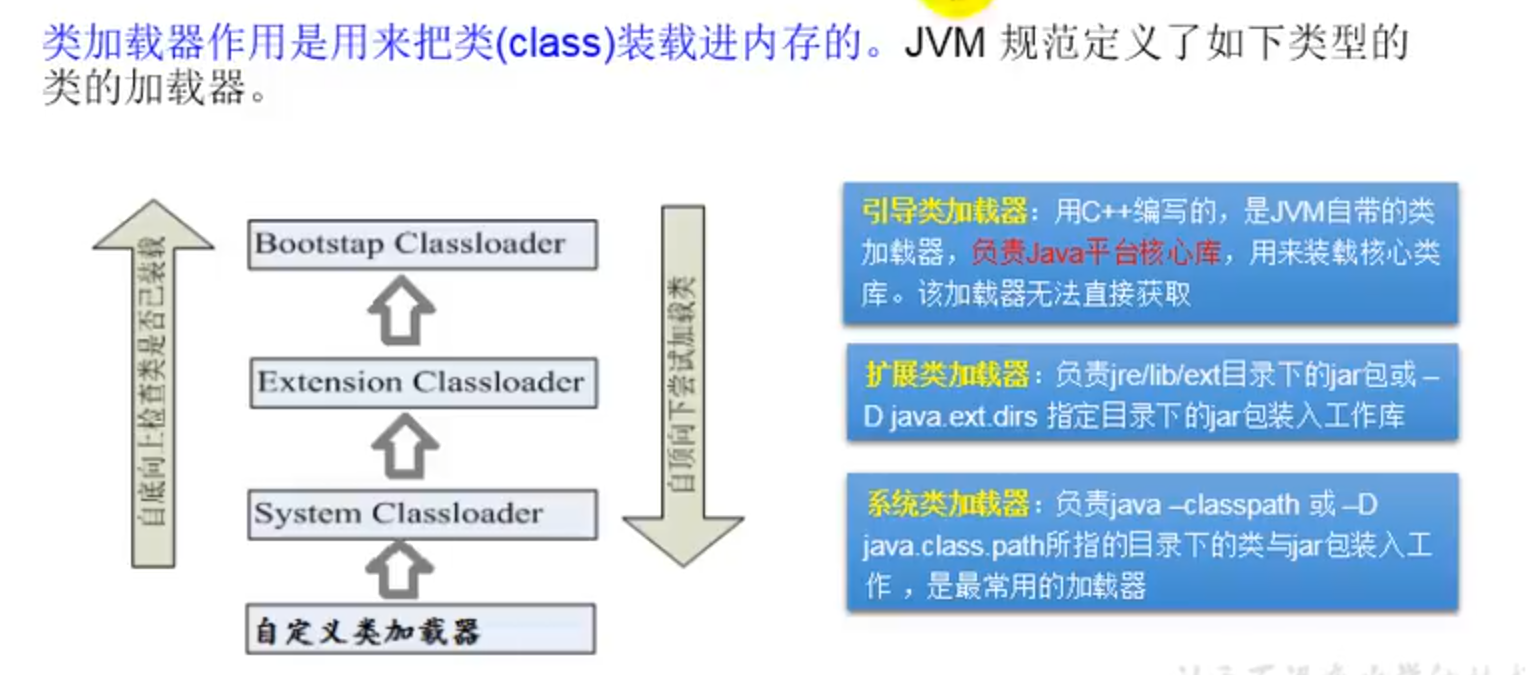 类加载器作用是用来把类(class)装载进内存的。JVM 规范定义了如下类型的
类的加载器。
自底向上检查类是否已装载
Bootstap Classloader
Extension Classloader
System Classloader
自定义类加载器
自顶向下尝试加载类
引导类加载器：用C++编写的，是JVM自带的类
加载器，负责Java平台核心库，用来装载核心类
库。该加载器无法直接获取
扩展类加载器：负责jre/lib/ext目录下的jar包或 –
D java.ext.dirs 指定目录下的jar包装入工作库
系统类加载器：负责java –classpath 或 –D
java.class.path所指的目录下的类与jar包装入工
作 ，是最常用的加载器